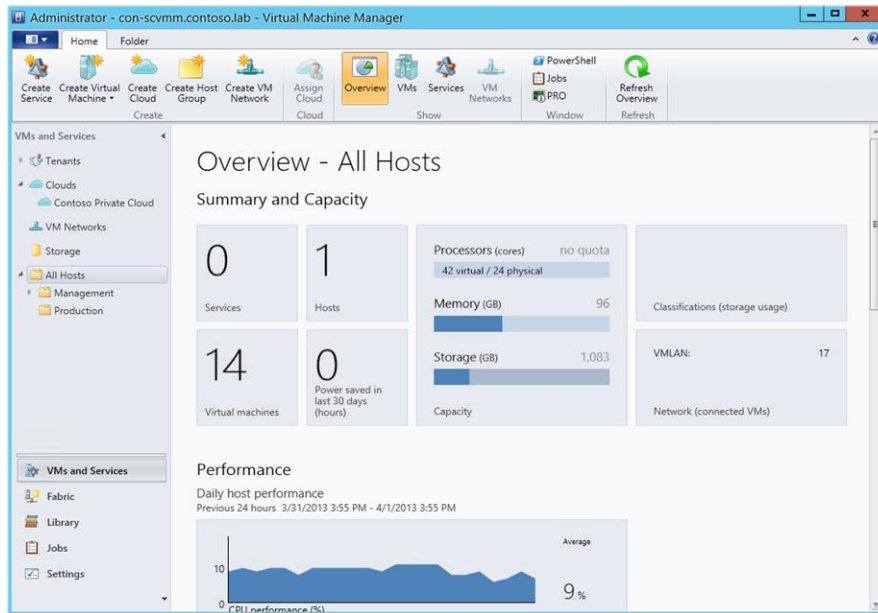 Administrator - con-scvmm.contoso.lab - Virtual Machine Manager
Home Folder
Create Service
Create Virtual Machine
Create Cloud
Create Host Group
Create VM Network
Assign Cloud
Overview
VMs
Services
VM Networks
PowerShell
Jobs
PRO
Refresh Overview
Create Cloud Show Window Refresh
VMs and Services
Tenants
Clouds
Contoso Private Cloud
VM Networks
Storage
All Hosts
Management
Production
VMs and Services
Fabric
Library
Jobs
Settings
Overview - All Hosts
Summary and Capacity
0
Services
1
Hosts
14
Virtual machines
0
Power saved in
last 30 days
(hours)
Processors (cores) no quota
42 virtual / 24 physical
Memory (GB) 96
Storage (GB) 1,083
Capacity
Classifications (storage usage)
VMLAN: 17
Network (connected VMs)
Performance
Daily host performance
Previous 24 hours 3/31/2013 3:55 PM - 4/1/2013 3:55 PM
10
0
CPU performance (%)
Average
9 %